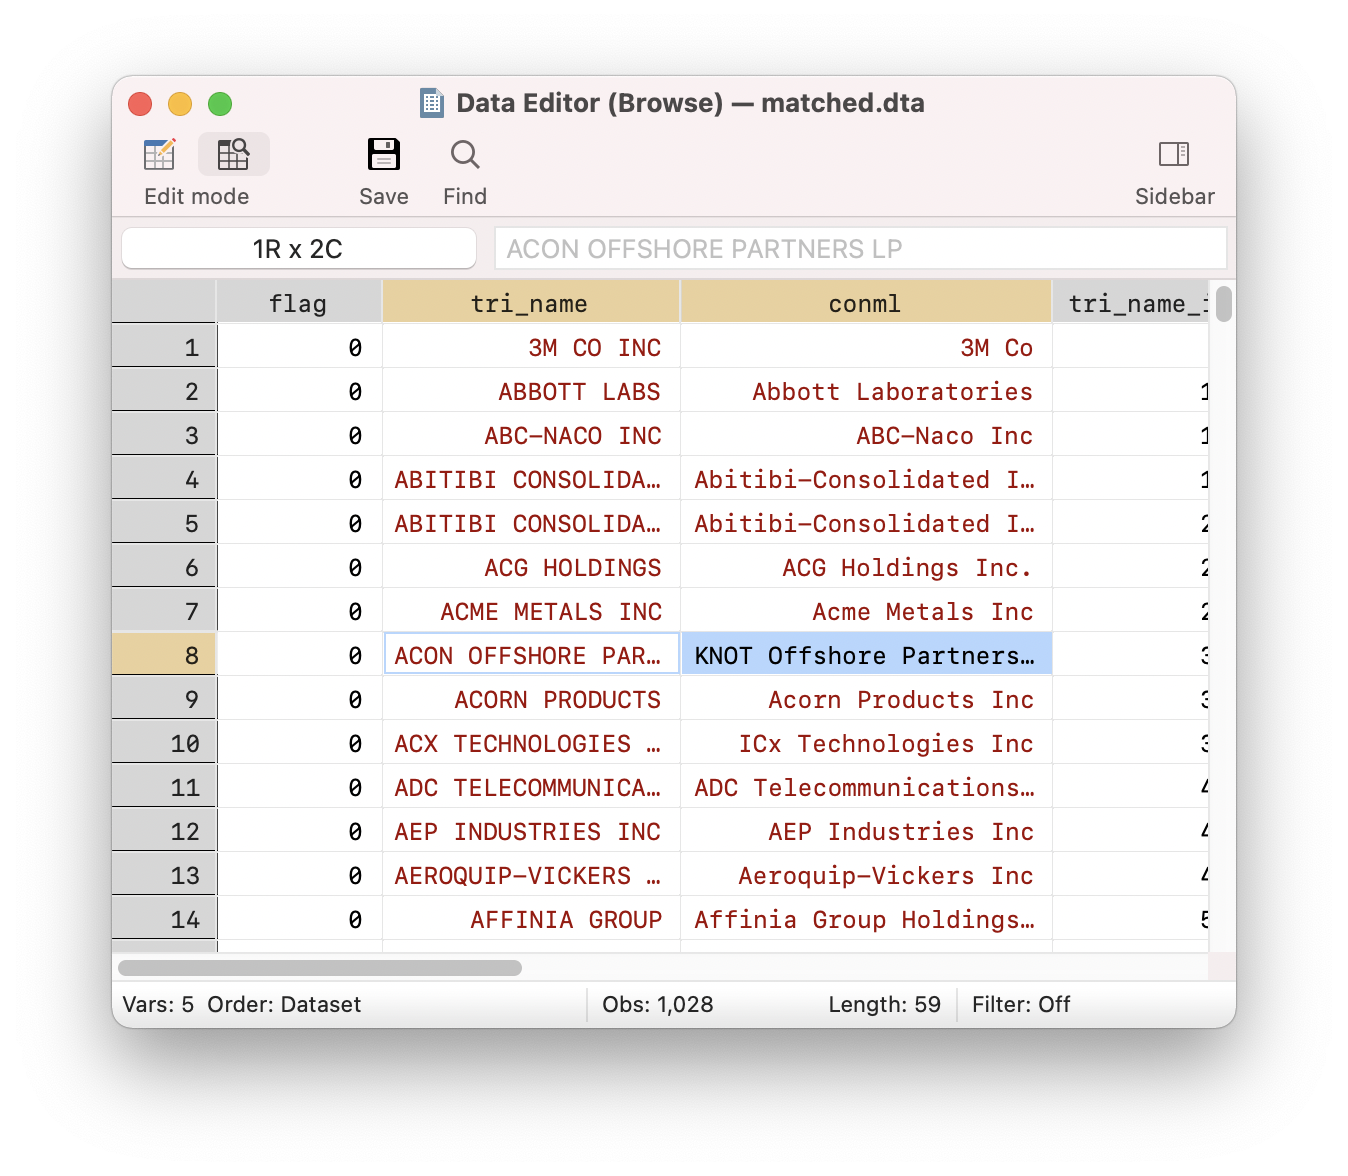 Data Editor (Browse) — matched.dta
Edit mode Save Find Sidebar
1R x 2C ACON OFFSHORE PARTNERS LP
flag tri_name conml tri_name_i
1 0 3M CO INC 3M Co
2 0 ABBOTT LABS Abbott Laboratories 1
3 0 ABC-NACO INC ABC-Naco Inc 1
4 0 ABITIBI CONSOLIDA… Abitibi-Consolidated I… 1
5 0 ABITIBI CONSOLIDA… Abitibi-Consolidated I… 2
6 0 ACG HOLDINGS ACG Holdings Inc. 2
7 0 ACME METALS INC Acme Metals Inc 2
8 0 ACON OFFSHORE PAR… KNOT Offshore Partners… 3
9 0 ACORN PRODUCTS Acorn Products Inc 3
10 0 ACX TECHNOLOGIES … ICx Technologies Inc 3
11 0 ADC TELECOMMUNICA… ADC Telecommunications… 4
12 0 AEP INDUSTRIES INC AEP Industries Inc 4
13 0 AEROQUIP-VICKERS … Aeroquip-Vickers Inc 4
14 0 AFFINIA GROUP Affinia Group Holdings… 5
Vars: 5 Order: Dataset Obs: 1,028 Length: 59 Filter: Off